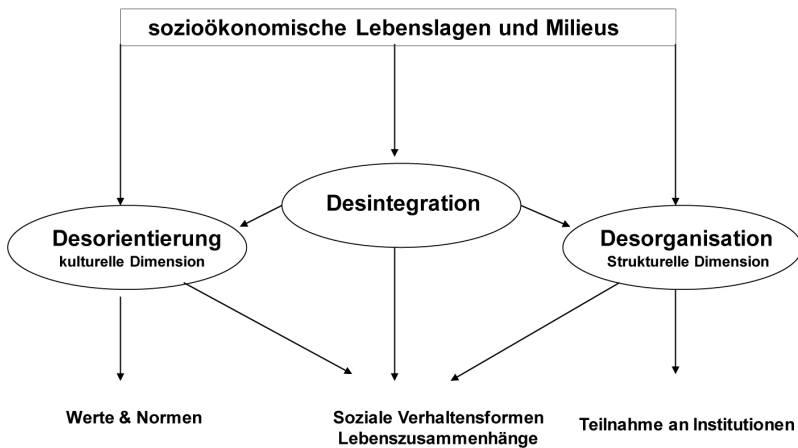 sozioökonomische Lebenslagen und Milieus
Desintegration
Desorientierung
kulturelle Dimension
Desorganisation
Strukturelle Dimension
Werte & Normen
Soziale Verhaltensformen
Lebenszusammenhänge
Teilnahme an Institutionen